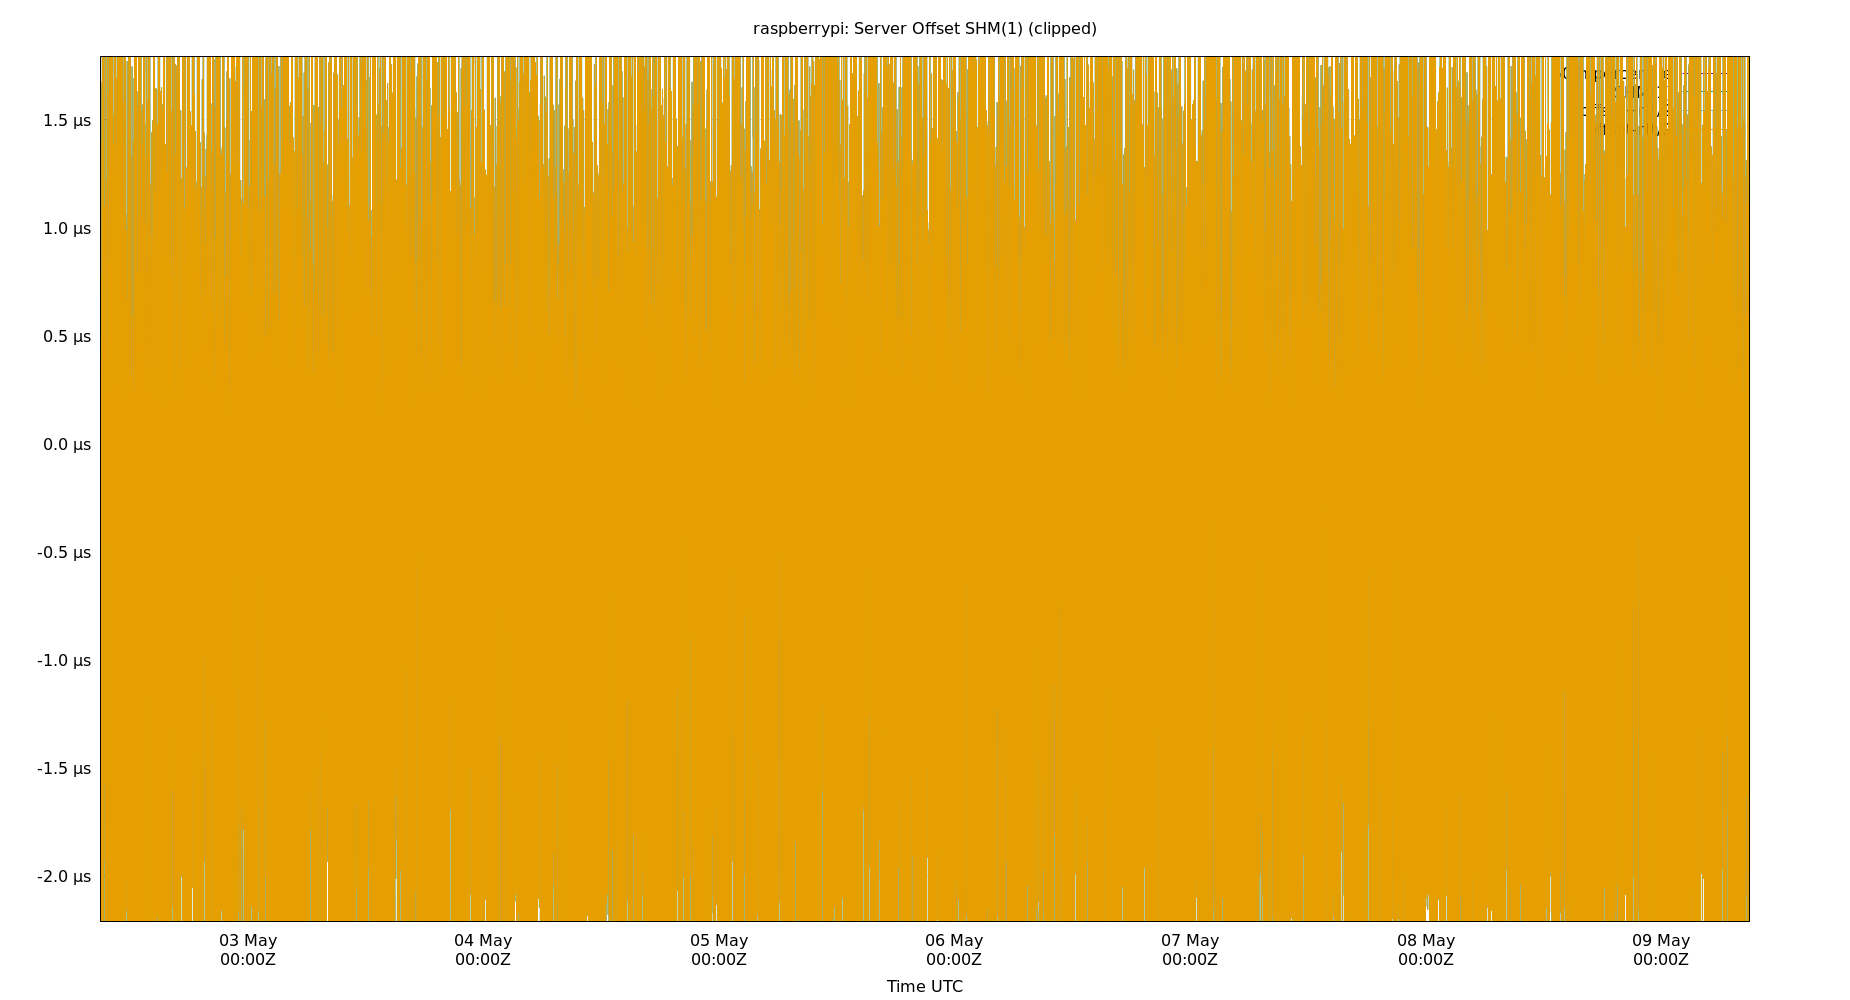 raspberrypi: Server Offset SHM(1) (clipped)
1.5 µs
1.0 µs
0.5 µs
0.0 µs
-0.5 µs
-1.0 µs
-1.5 µs
-2.0 µs
03 May 04 May 05 May 06 May 07 May 08 May 09 May
00:00Z 00:00Z 00:00Z 00:00Z 00:00Z 00:00Z 00:00Z
Time UTC